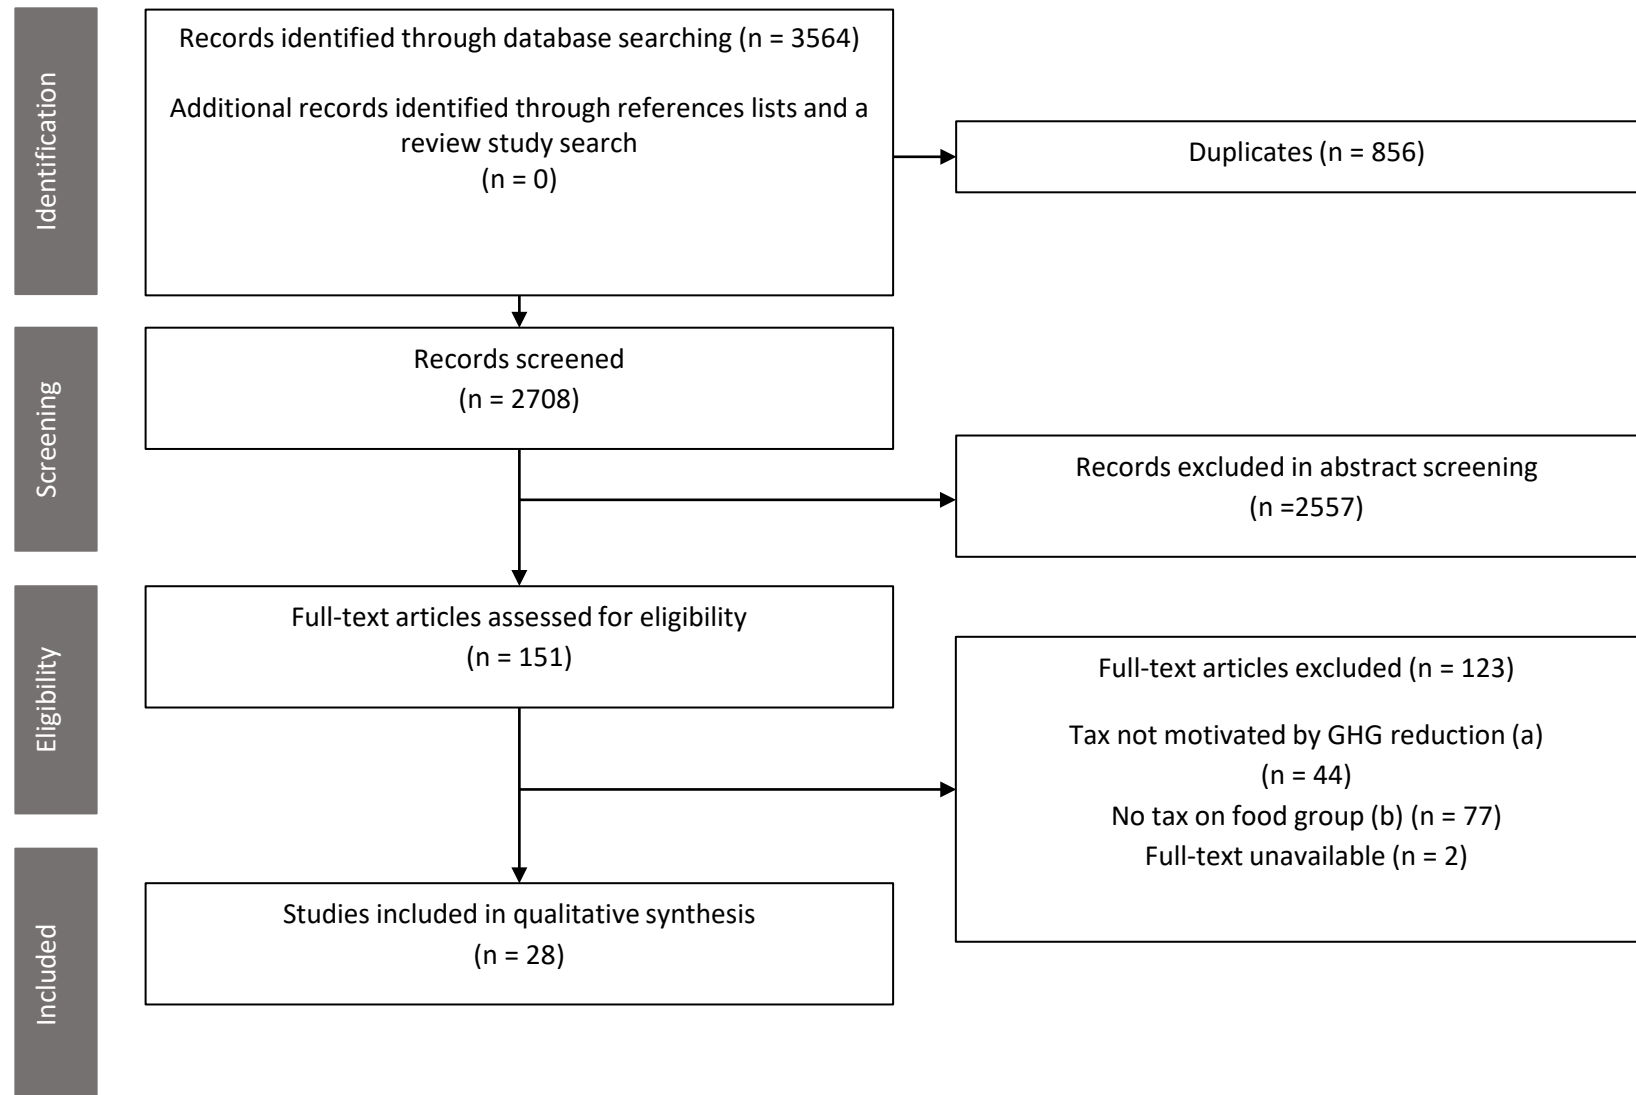 Identification
Records identified through database searching (n = 3564)
Additional records identified through references lists and a
review study search
(n = 0)
Duplicates (n = 856)
Screening
Records screened
(n = 2708)
Records excluded in abstract screening
(n =2557)
Eligibility
Full-text articles assessed for eligibility
(n = 151)
Full-text articles excluded (n = 123)
Tax not motivated by GHG reduction (a)
(n = 44)
No tax on food group (b) (n = 77)
Full-text unavailable (n = 2)
Included
Studies included in qualitative synthesis
(n = 28)